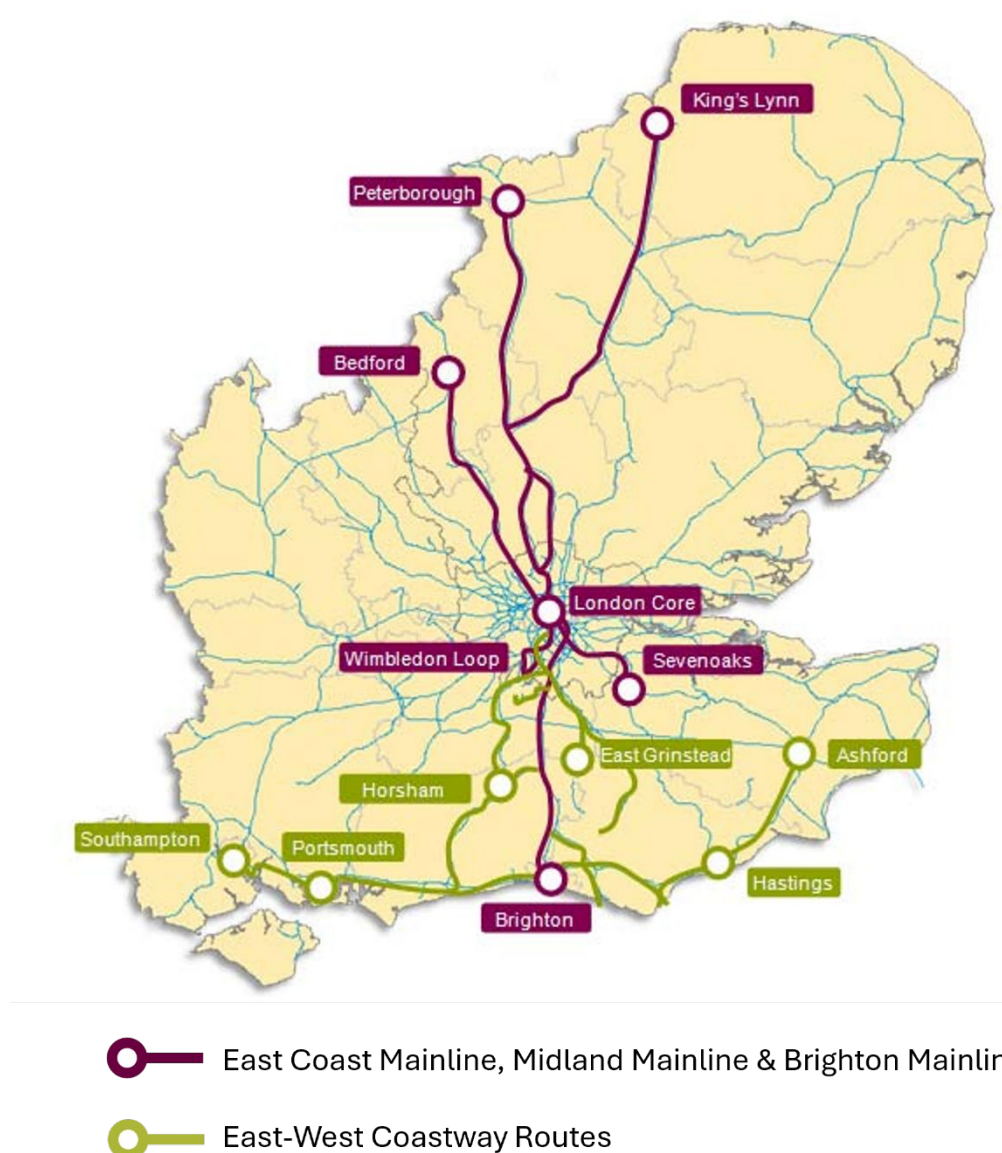 King's Lynn
Peterborough
Bedford
London Core
Wimbledon Loop
Sevenoaks
East Grinstead
Ashford
Horsham
Southampton
Portsmouth
Hastings
Brighton
East Coast Mainline, Midland Mainline & Brighton Mainlin
East-West Coastway Routes